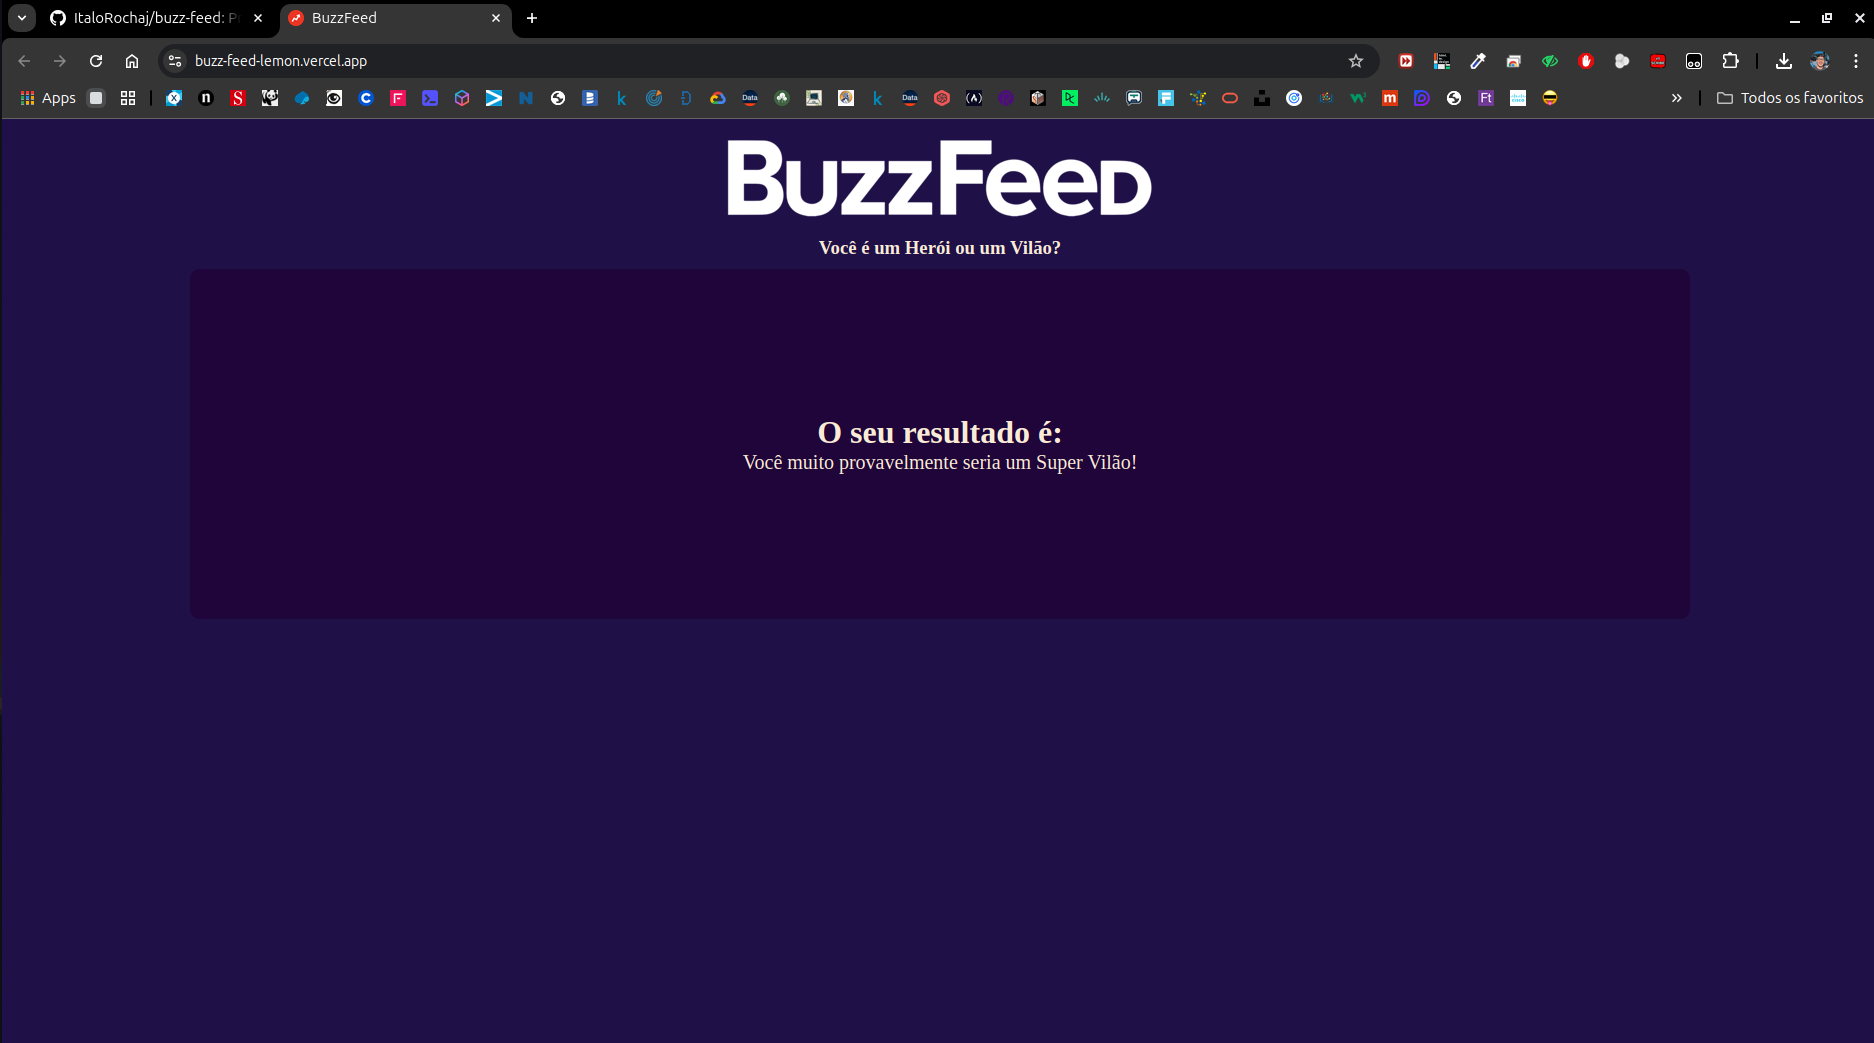 ItaloRochaj/buzz-feed: P
BuzzFeed
buzz-feed-lemon.vercel.app
Apps
Todos os favoritos
BuzzFeed
Você é um Herói ou um Vilão?
O seu resultado é:
Você muito provavelmente seria um Super Vilão!